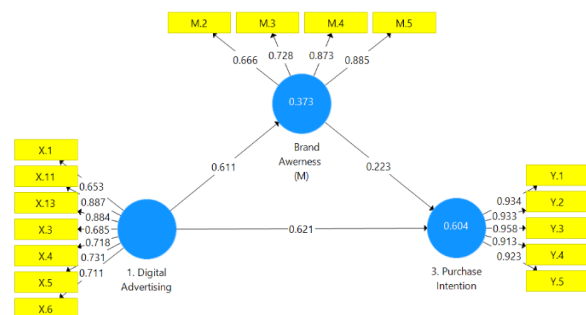 M.2
M.3
M.4
M.5
0.666
0.728
0.873
0.885
0.373
Brand
Awerness
(M)
0.611
0.223
X.1
X.11
X.13
X.3
X.4
X.5
X.6
0.653
0.887
0.884
0.685
0.718
0.731
0.711
1. Digital
Advertising
0.621
0.604
3. Purchase
Intention
0.934
0.933
0.958
0.913
0.923
Y.1
Y.2
Y.3
Y.4
Y.5